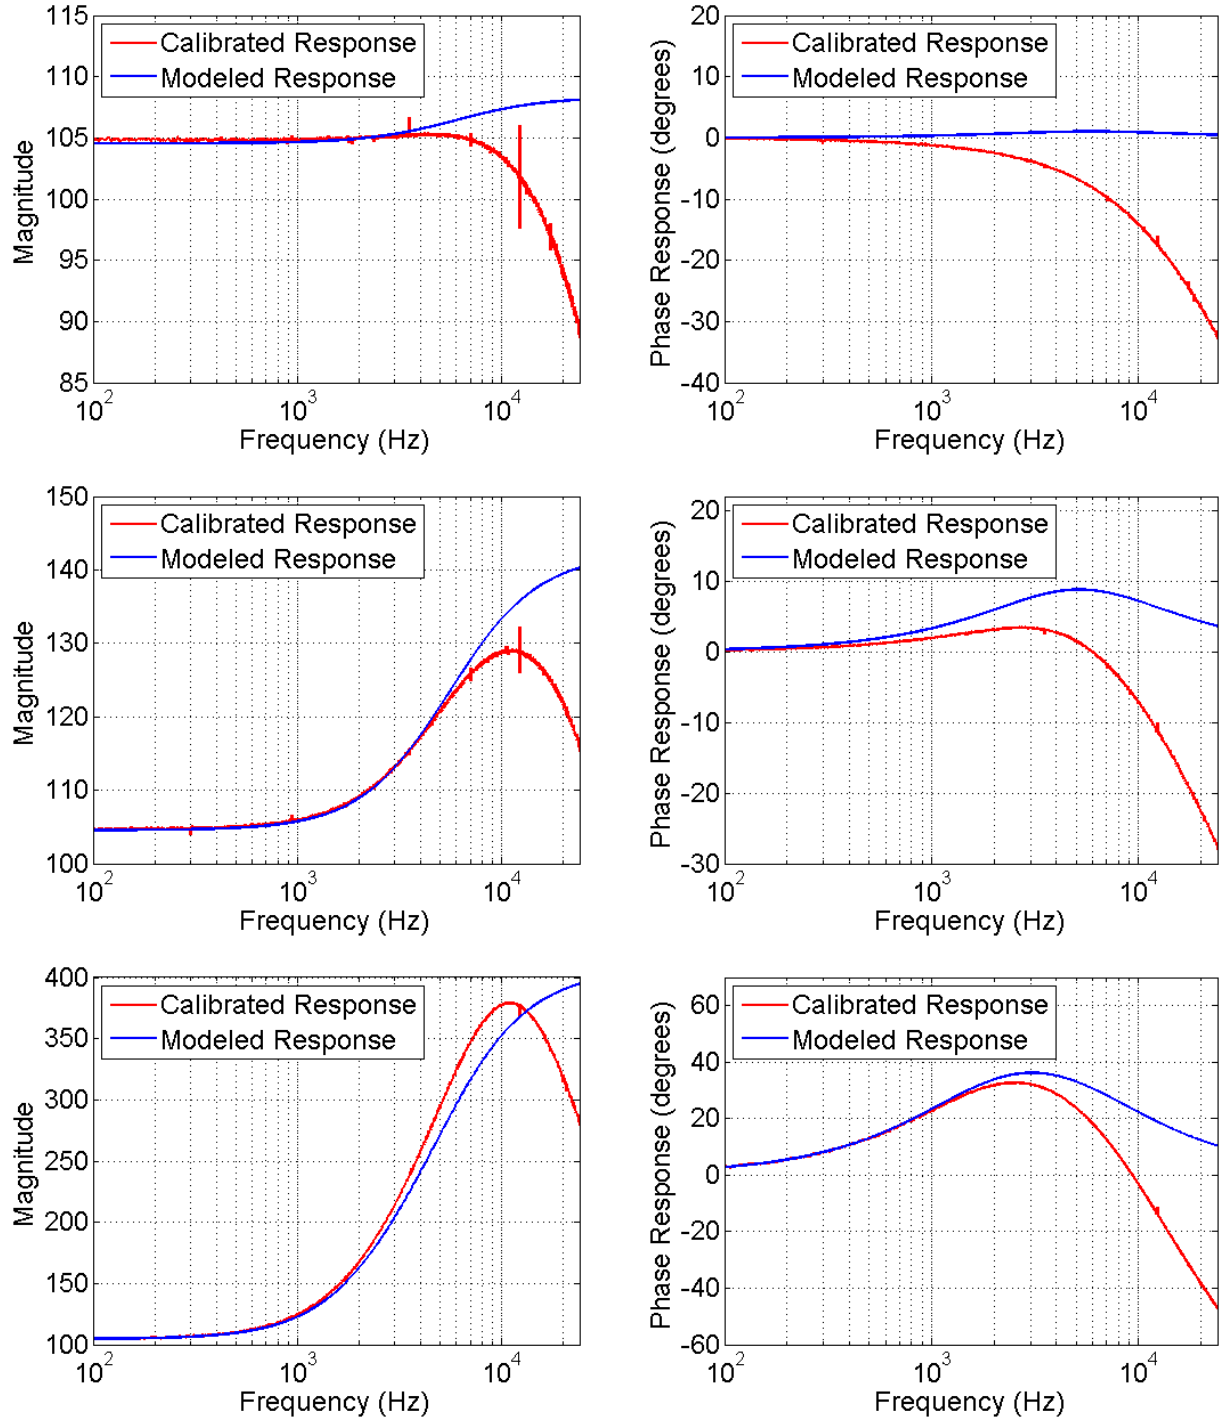 115
110
105
100
95
90
85
Magnitude
Calibrated Response
Modeled Response
10^2
10^3
10^4
Frequency (Hz)
20
10
0
-10
-20
-30
-40
Phase Response (degrees)
Calibrated Response
Modeled Response
10^2
10^3
10^4
Frequency (Hz)
150
140
130
120
110
100
Magnitude
Calibrated Response
Modeled Response
10^2
10^3
10^4
Frequency (Hz)
20
10
0
-10
-20
-30
Phase Response (degrees)
Calibrated Response
Modeled Response
10^2
10^3
10^4
Frequency (Hz)
400
350
300
250
200
150
100
Magnitude
Calibrated Response
Modeled Response
10^2
10^3
10^4
Frequency (Hz)
60
40
20
0
-20
-40
-60
Phase Response (degrees)
Calibrated Response
Modeled Response
10^2
10^3
10^4
Frequency (Hz)